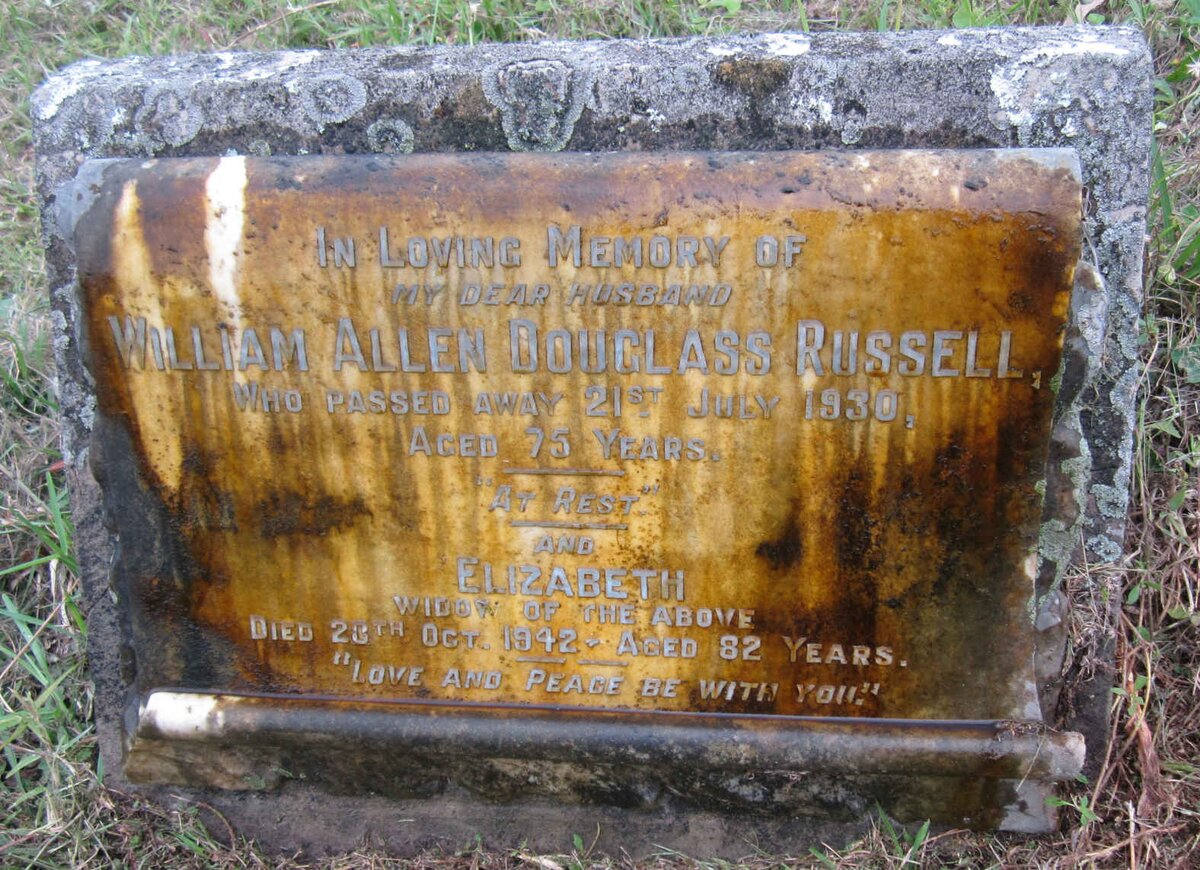 In Loving Memory of
my dear husband
William Allen Douglass Russell,
Who passed away 21st. July 1930,
Aged 75 Years.
"At Rest"
and
Elizabeth
widow of the above
Died 28th Oct. 1942 - Aged 82 Years.
"Love and Peace be with you."